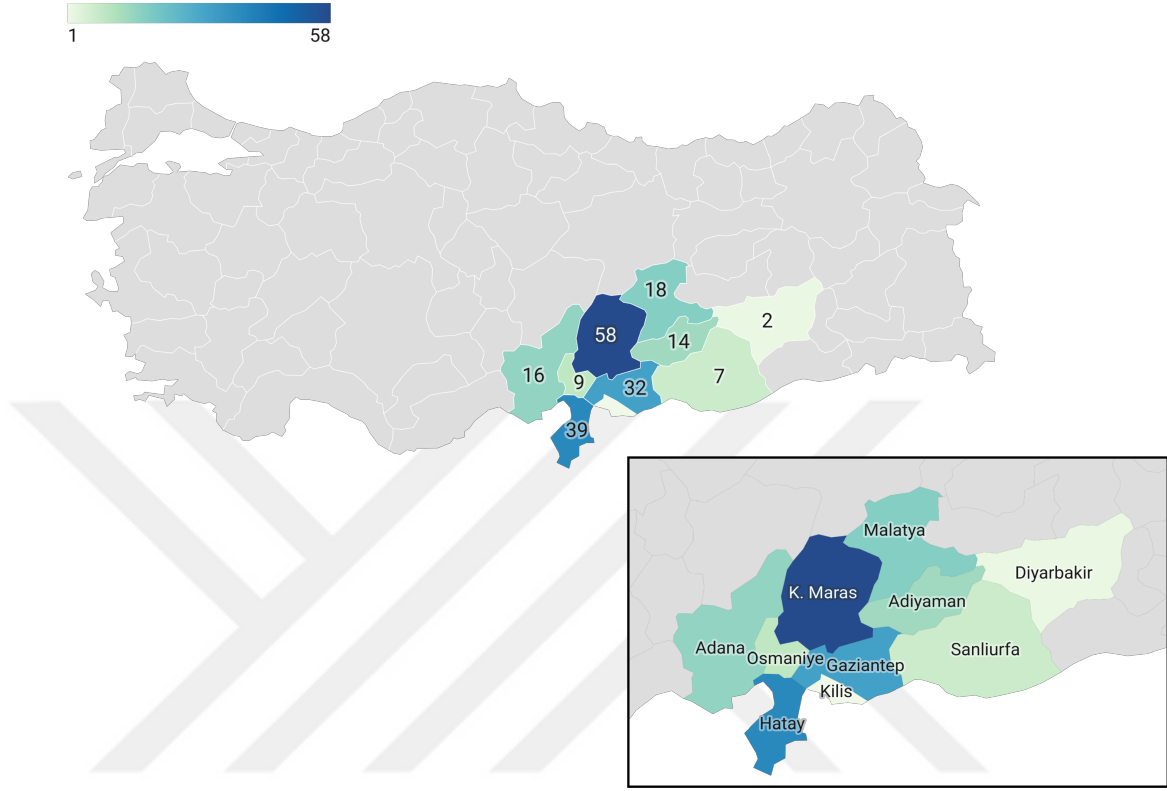 1 58
18
58
2
14
16
9
7
32
39
Malatya
Diyarbakir
K. Maras
Adiyaman
Adana
Osmaniye
Sanliurfa
Gaziantep
Kilis
Hatay